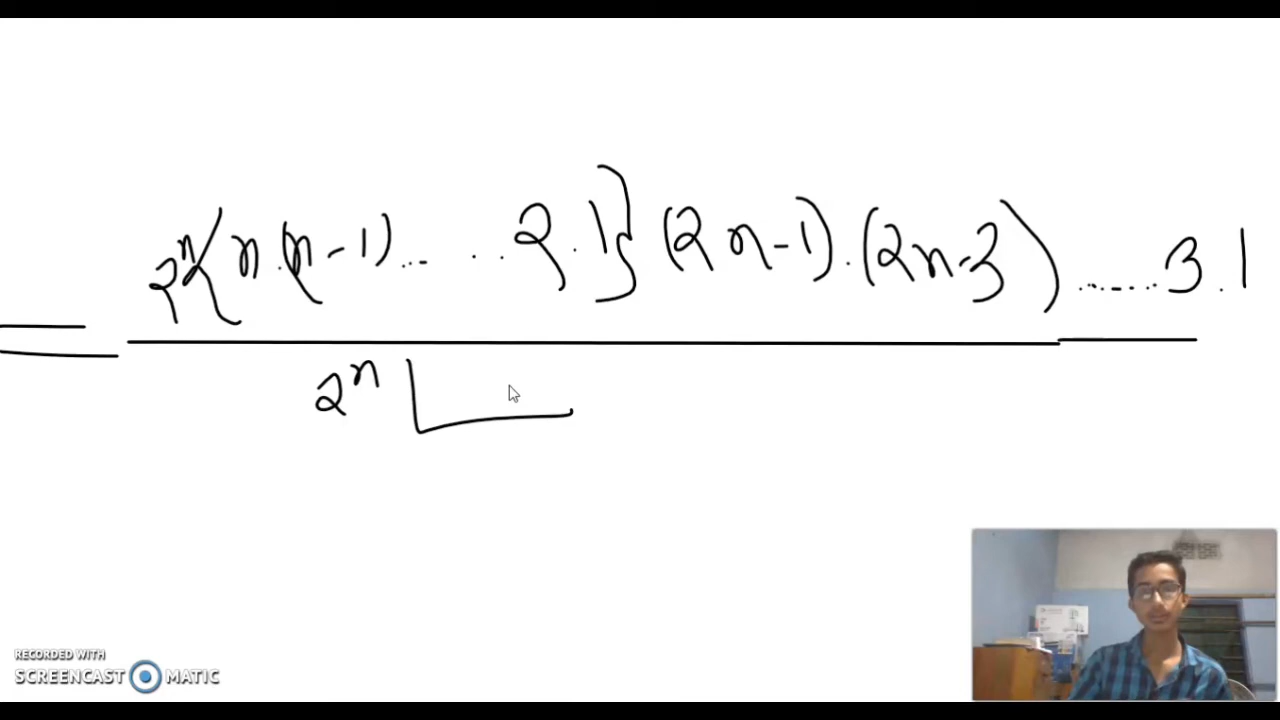 = 2ⁿ{n.(n-1)... ...2.1}(2n-1).(2n-3)......3.1
2ⁿ
RECORDED WITH
SCREENCAST MATIC